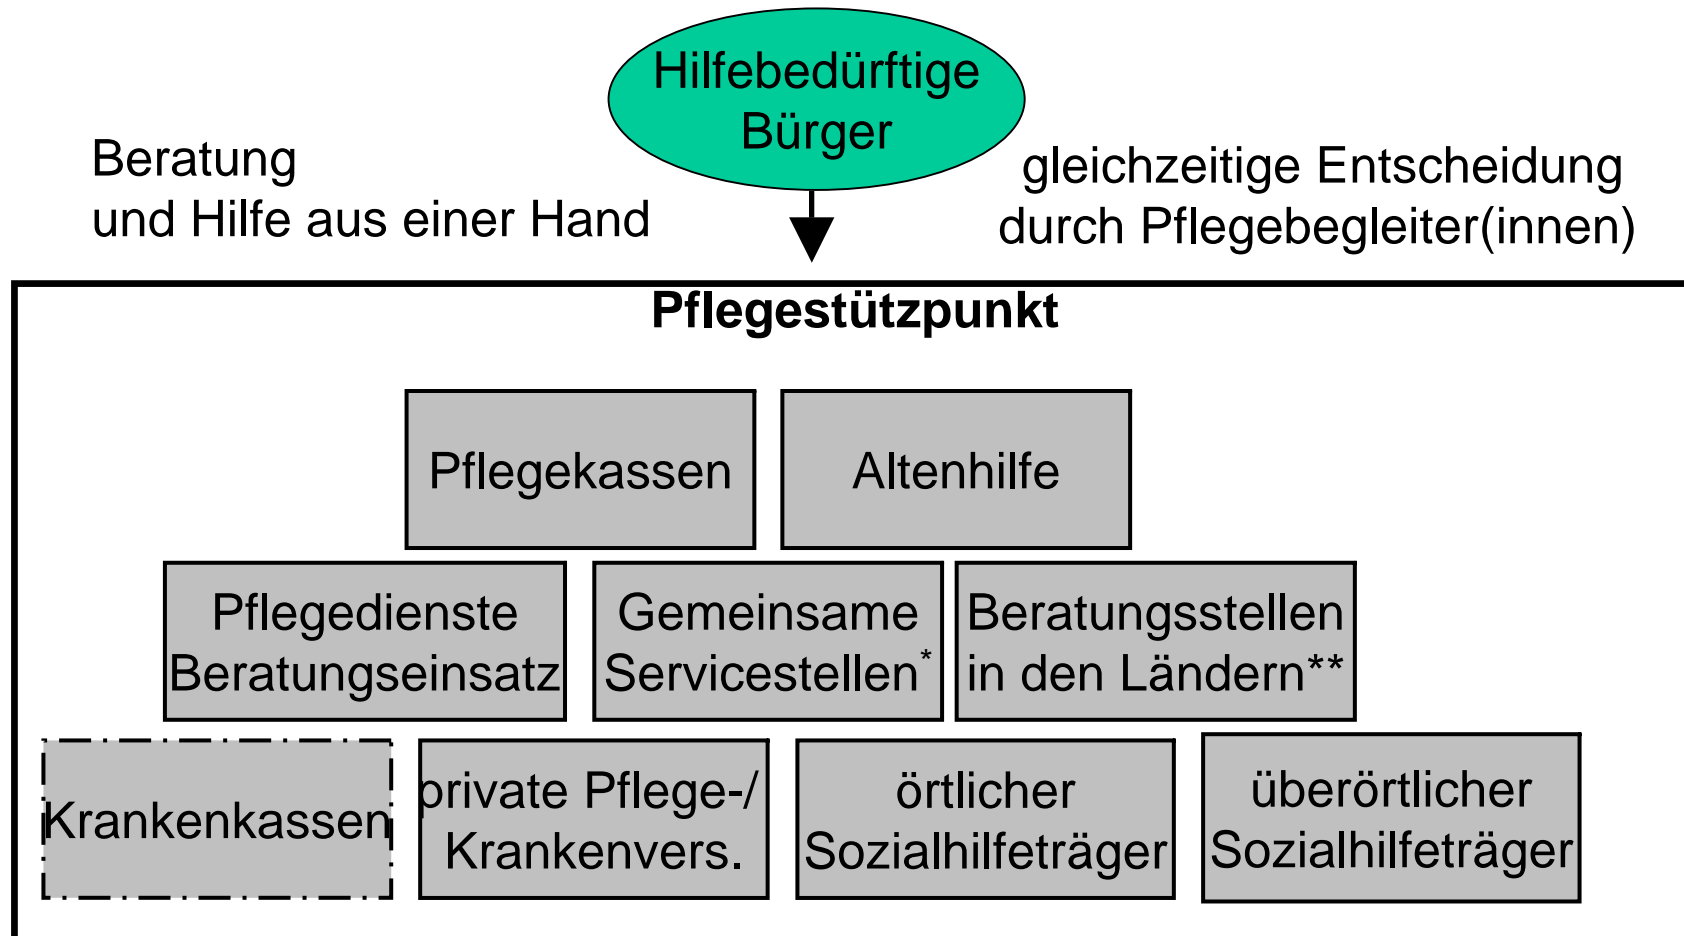 Hilfebedürftige
Bürger
Beratung
und Hilfe aus einer Hand
gleichzeitige Entscheidung
durch Pflegebegleiter(innen)
Pflegestützpunkt
Pflegekassen
Altenhilfe
Pflegedienste
Beratungseinsatz
Gemeinsame
Servicestellen*
Beratungsstellen
in den Ländern**
Krankenkassen
private Pflege-/
Krankenvers.
örtlicher
Sozialhilfeträger
überörtlicher
Sozialhilfeträger